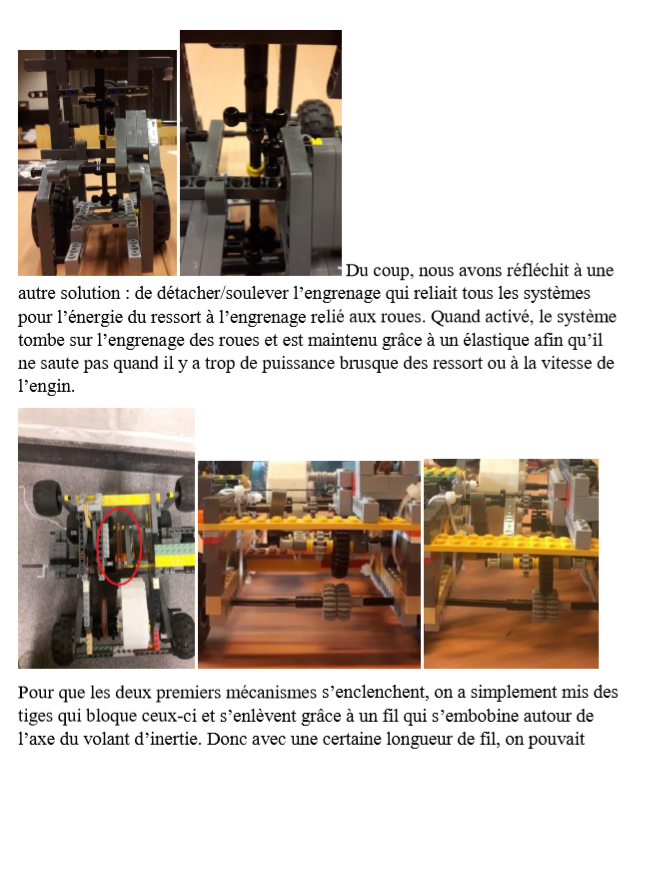 Du coup, nous avons réfléchit à une
autre solution : de détacher/soulever l’engrenage qui reliait tous les systèmes
pour l’énergie du ressort à l’engrenage relié aux roues. Quand activé, le système
tombe sur l’engrenage des roues et est maintenu grâce à un élastique afin qu’il
ne saute pas quand il y a trop de puissance brusque des ressort ou à la vitesse de
l’engin.
Pour que les deux premiers mécanismes s’enclenchent, on a simplement mis des
tiges qui bloque ceux-ci et s’enlèvent grâce à un fil qui s’embobine autour de
l’axe du volant d’inertie. Donc avec une certaine longueur de fil, on pouvait